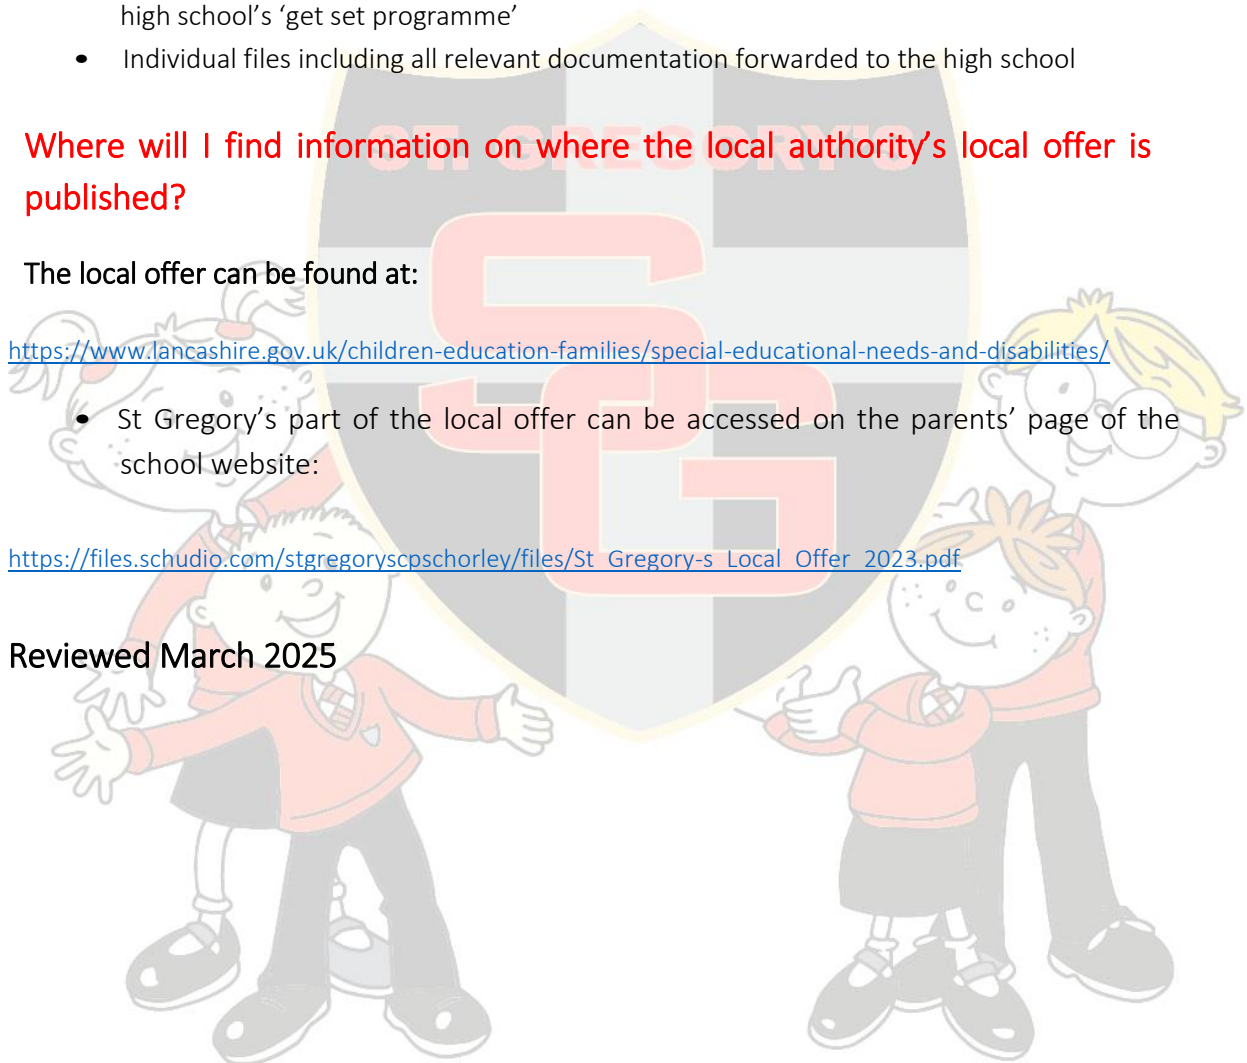 high school’s ‘get set programme’
• Individual files including all relevant documentation forwarded to the high school
ST. GREGORY'S
Where will I find information on where the local authority’s local offer is
published?
SG
The local offer can be found at:
https://www.lancashire.gov.uk/children-education-families/special-educational-needs-and-disabilities/
• St Gregory’s part of the local offer can be accessed on the parents’ page of the
school website:
https://files.schudio.com/stgregoryscpschorley/files/St_Gregory-s_Local_Offer_2023.pdf
Reviewed March 2025